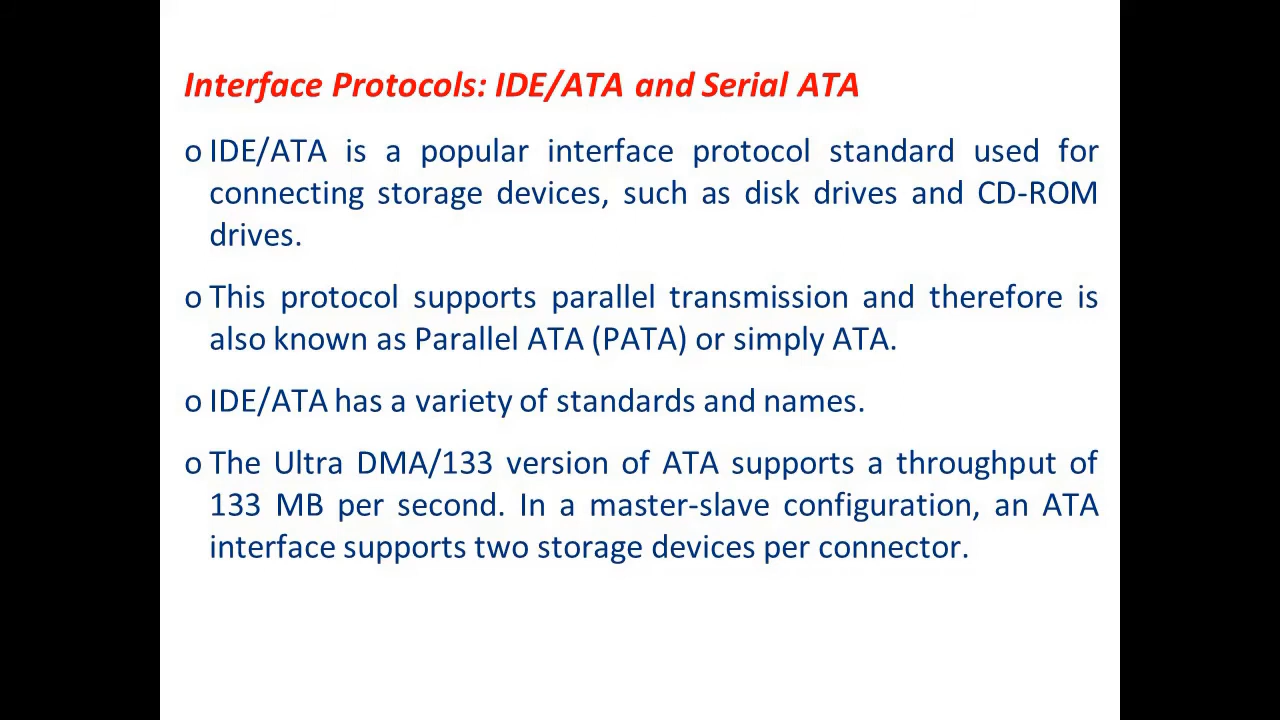 Interface Protocols: IDE/ATA and Serial ATA
o IDE/ATA is a popular interface protocol standard used for
connecting storage devices, such as disk drives and CD-ROM
drives.
o This protocol supports parallel transmission and therefore is
also known as Parallel ATA (PATA) or simply ATA.
o IDE/ATA has a variety of standards and names.
o The Ultra DMA/133 version of ATA supports a throughput of
133 MB per second. In a master-slave configuration, an ATA
interface supports two storage devices per connector.